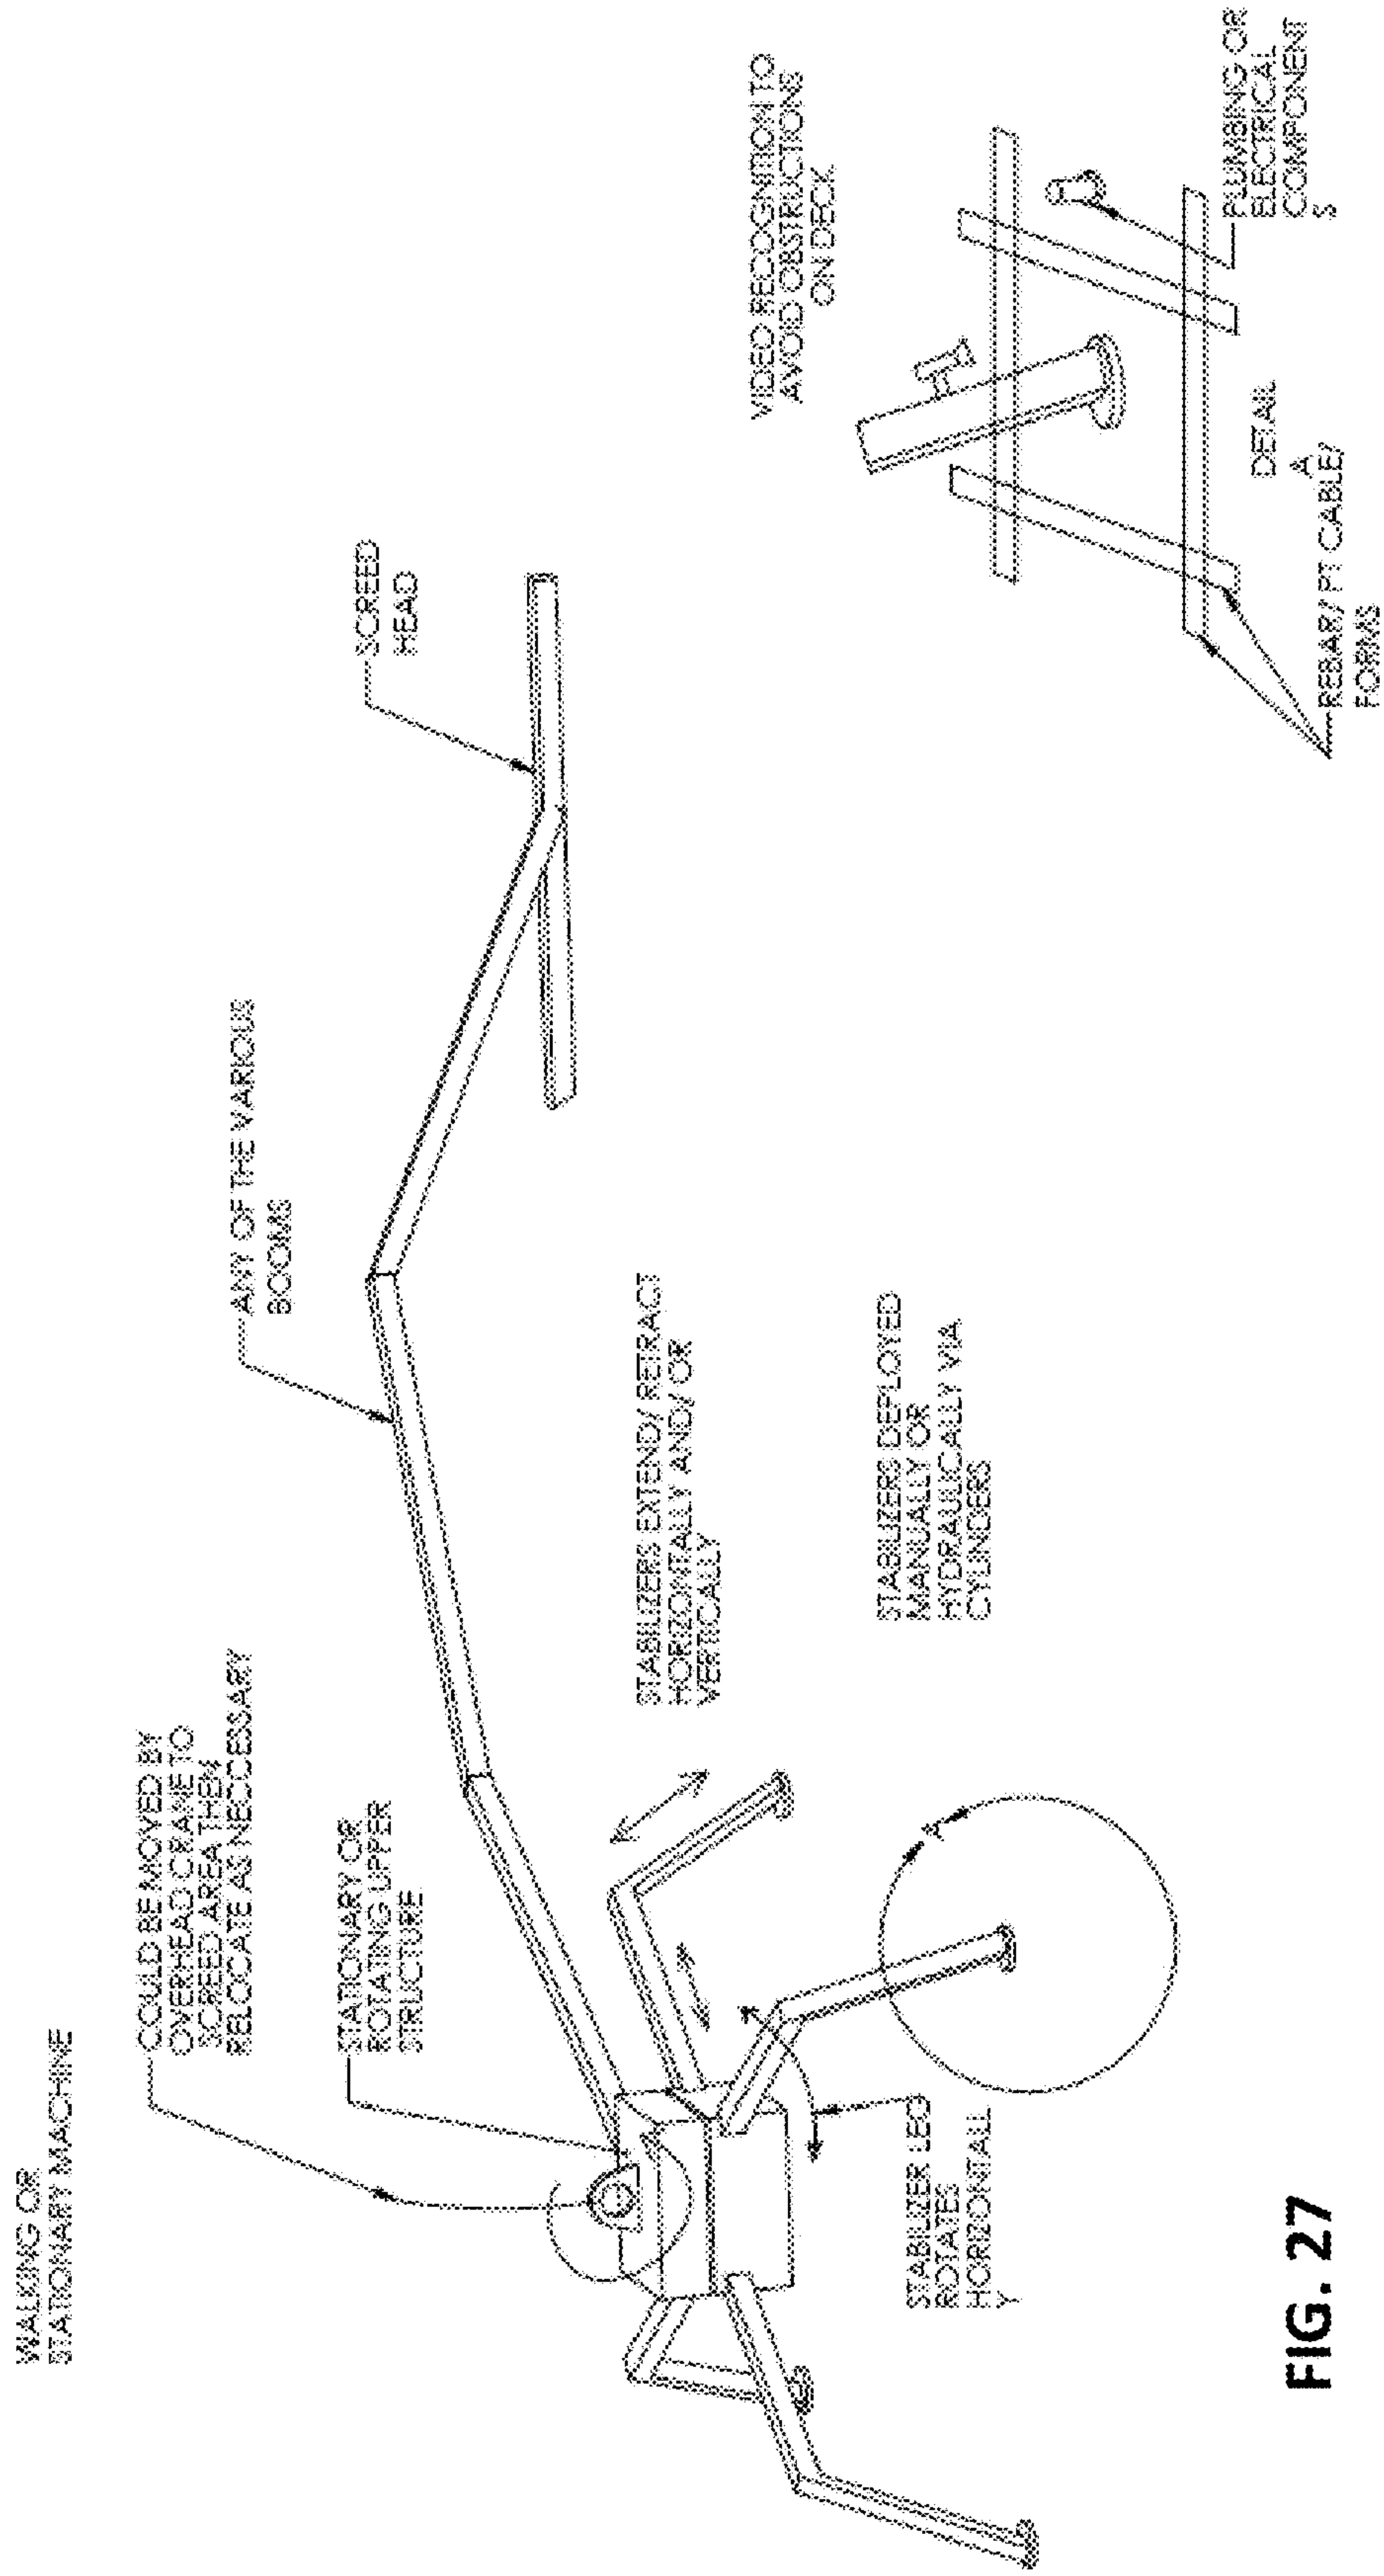 WALKING OR
STATIONARY MACHINE
COULD BE MOVED BY
OVERHEAD CRANE TO
SCREED AREA THEN
RELOCATE AS NECCESSARY
STATIONARY OR
ROTATING UPPER
STRUCTURE
ANY OF THE VARIOUS
BOOMS
SCREED
HEAD
STABILIZERS EXTEND/ RETRACT
HORIZONTALLY AND/ OR
VERTICALLY
STABILIZERS DEPLOYED
MANUALLY OR
HYDRAULICALLY VIA
CYLINDERS
STABILIZER LEG
ROTATES
HORIZONTALL
Y
A
VIDEO RECOGNITION TO
AVOID OBSTRUCTIONS
ON DECK
PLUMBING OR
ELECTRICAL
COMPONENT
S
DETAIL
A
REBAR/ PT CABLE/
FORMS
FIG. 27